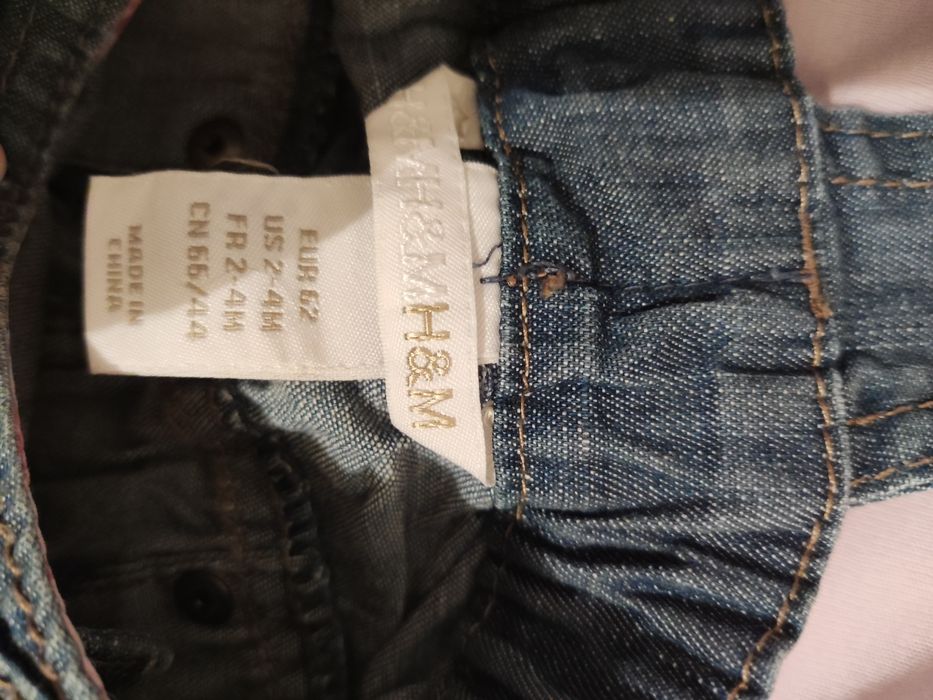 H&M H&M H&M
EUR 62
US 2-4M
FR 2-4M
CN 66/44
MADE IN
CHINA